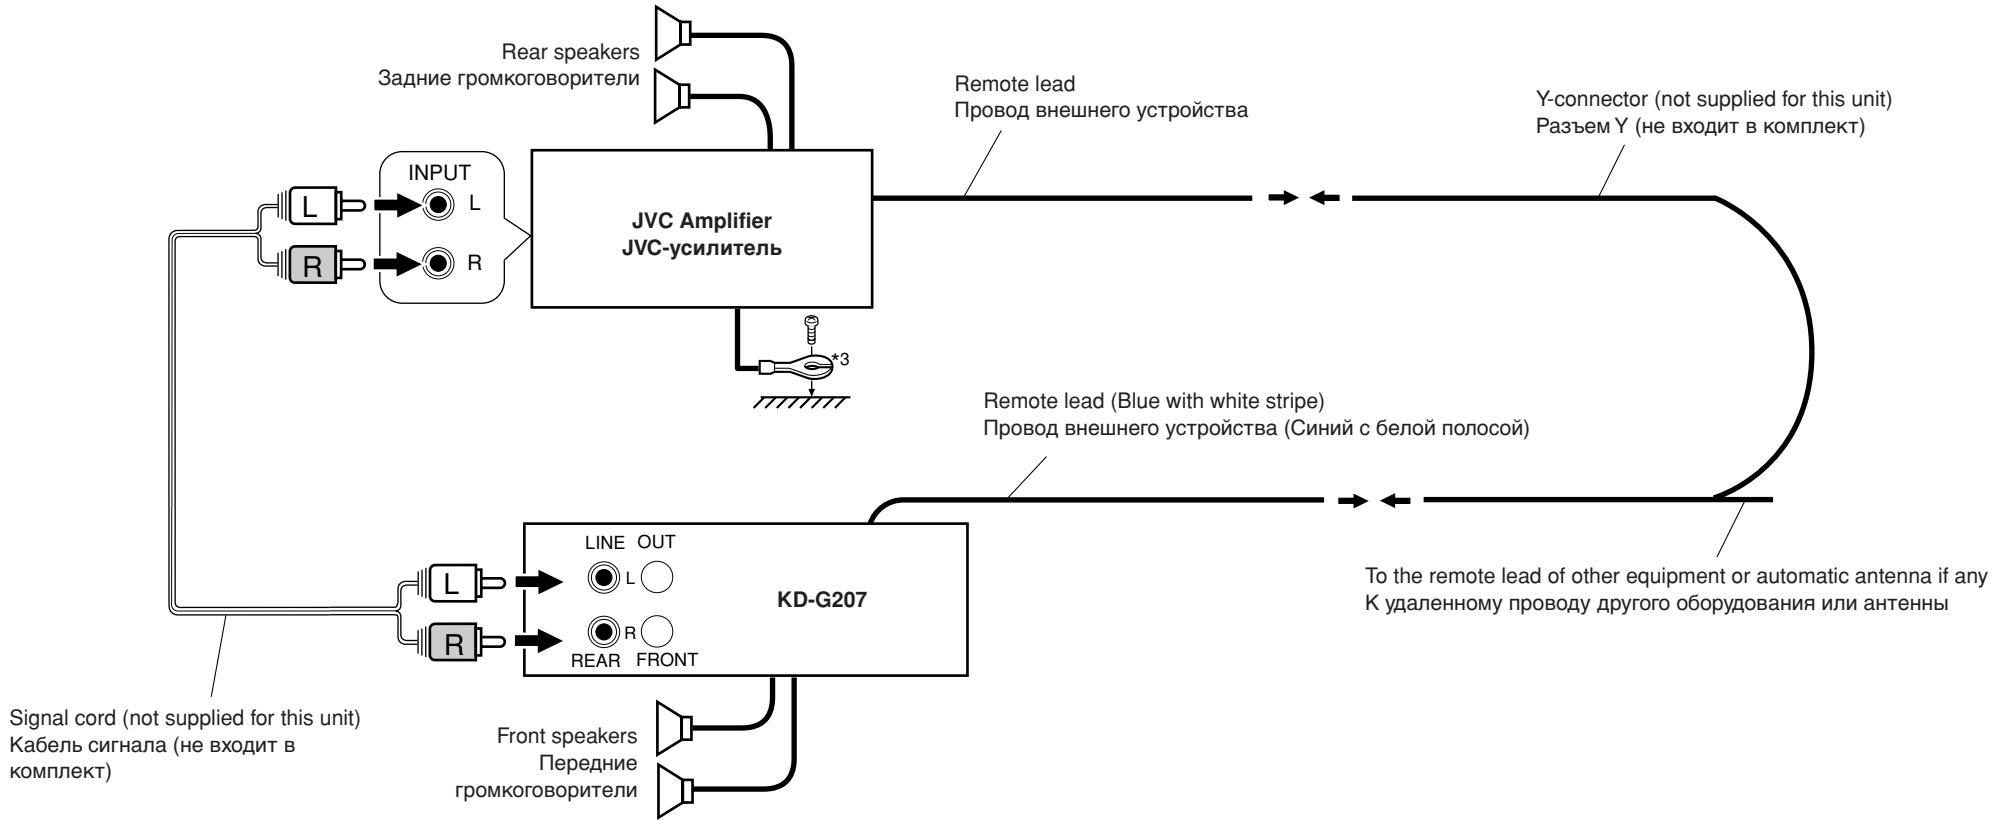 Rear speakers
Задние громкоговорители
Remote lead
Провод внешнего устройства
Y-connector (not supplied for this unit)
Разъем Y (не входит в комплект)
INPUT
L
L
R
R
JVC Amplifier
JVC-усилитель
*3
Remote lead (Blue with white stripe)
Провод внешнего устройства (Синий с белой полосой)
LINE OUT
L
L
KD-G207
R
R
REAR FRONT
To the remote lead of other equipment or automatic antenna if any
К удаленному проводу другого оборудования или антенны
Signal cord (not supplied for this unit)
Кабель сигнала (не входит в
комплект)
Front speakers
Передние
громкоговорители